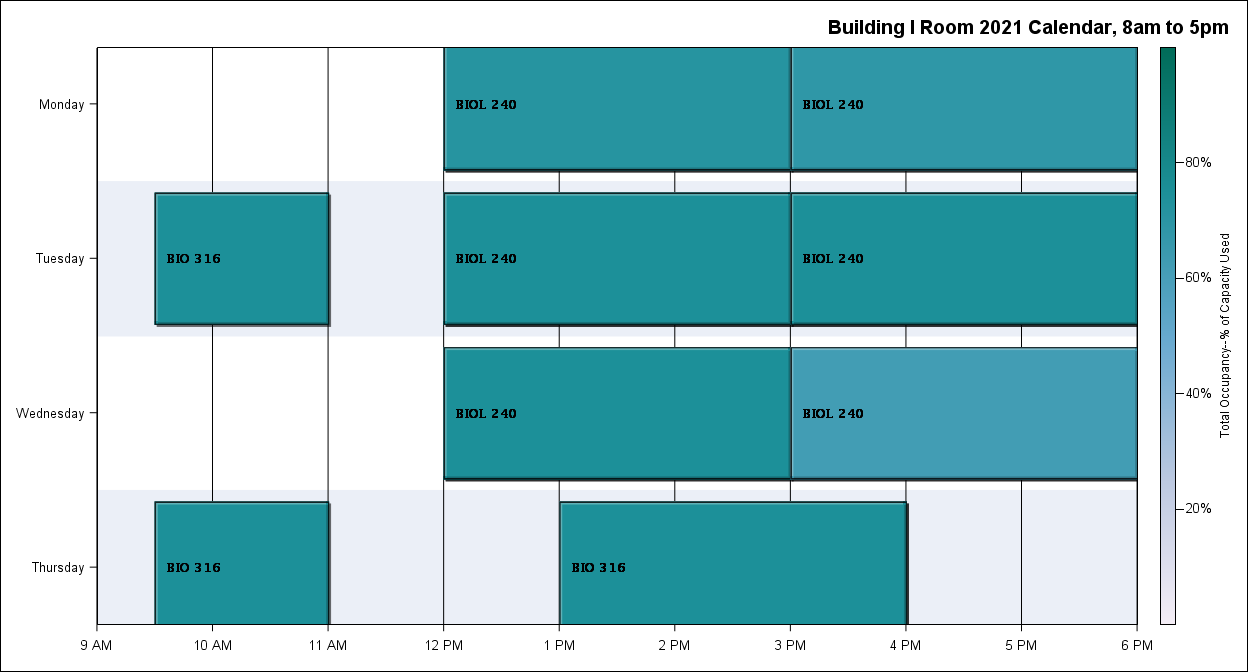 Building I Room 2021 Calendar, 8am to 5pm
Monday
BIOL 240
BIOL 240
Tuesday
BIO 316
BIOL 240
BIOL 240
Wednesday
BIOL 240
BIOL 240
Thursday
BIO 316
BIO 316
9 AM
10 AM
11 AM
12 PM
1 PM
2 PM
3 PM
4 PM
5 PM
6 PM
80%
60%
40%
20%
Total Occupancy--% of Capacity Used